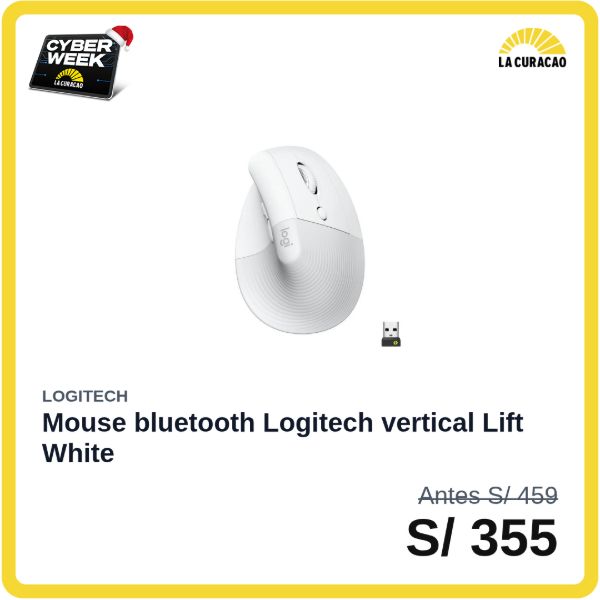 CYBER
WEEK
LA CURACAO
LA CURACAO
logi
LOGITECH
Mouse bluetooth Logitech vertical Lift
White
Antes S/ 459
S/ 355